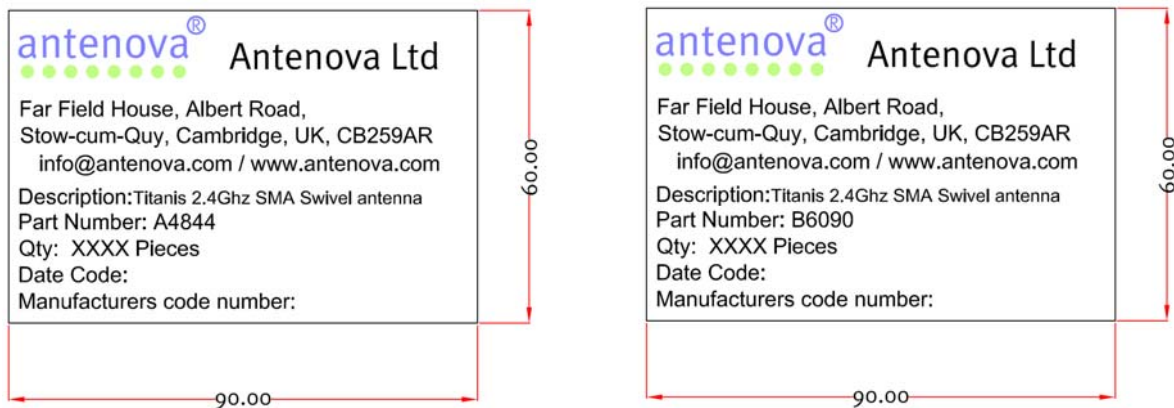 antenova®
Antenova Ltd
Far Field House, Albert Road,
Stow-cum-Quy, Cambridge, UK, CB259AR
info@antenova.com / www.antenova.com
Description:Titanis 2.4Ghz SMA Swivel antenna
Part Number: A4844
Qty: XXXX Pieces
Date Code:
Manufacturers code number:
60.00
90.00
antenova®
Antenova Ltd
Far Field House, Albert Road,
Stow-cum-Quy, Cambridge, UK, CB259AR
info@antenova.com / www.antenova.com
Description:Titanis 2.4Ghz SMA Swivel antenna
Part Number: B6090
Qty: XXXX Pieces
Date Code:
Manufacturers code number:
60.00
90.00